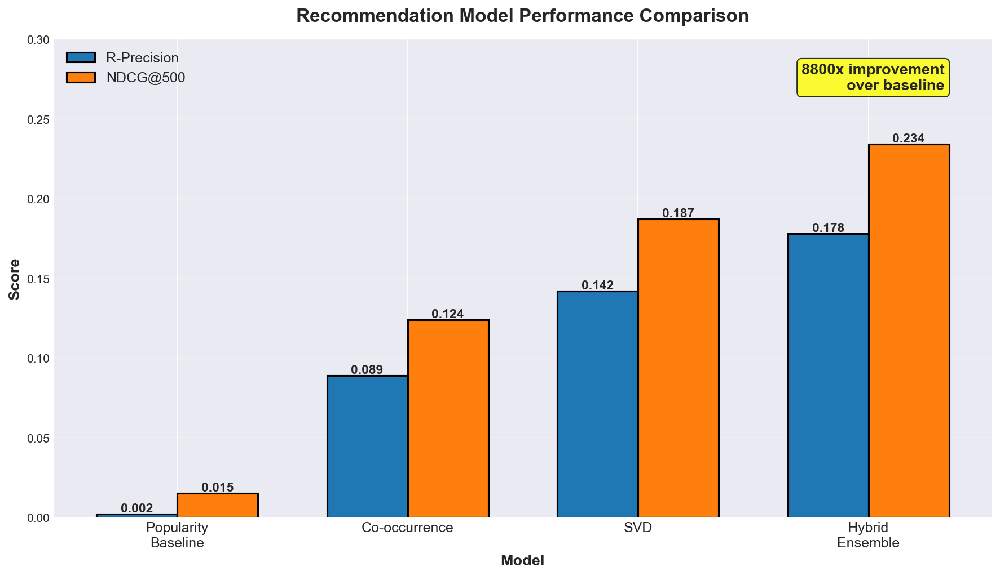 Recommendation Model Performance Comparison
R-Precision
NDCG@500
8800x improvement
over baseline
Score
0.30
0.25
0.20
0.15
0.10
0.05
0.00
0.002
0.015
0.089
0.124
0.142
0.187
0.178
0.234
Popularity
Baseline
Co-occurrence
SVD
Hybrid
Ensemble
Model